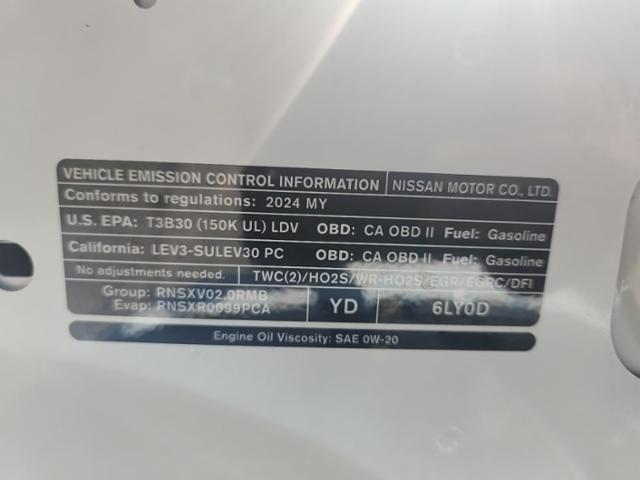 VEHICLE EMISSION CONTROL INFORMATION NISSAN MOTOR CO., LTD.
Conforms to regulations: 2024 MY
U.S. EPA: T3B30 (150K UL) LDV OBD: CA OBD II Fuel: Gasoline
California: LEV3-SULEV30 PC OBD: CA OBD II Fuel: Gasoline
No adjustments needed. TWC(2)/HO2S/WR-HO2S/EGR/EGRC/DFI
Group: RNSXV02.0RMB
Evap: RNSXR0099PCA
YD
6LY0D
Engine Oil Viscosity: SAE 0W-20